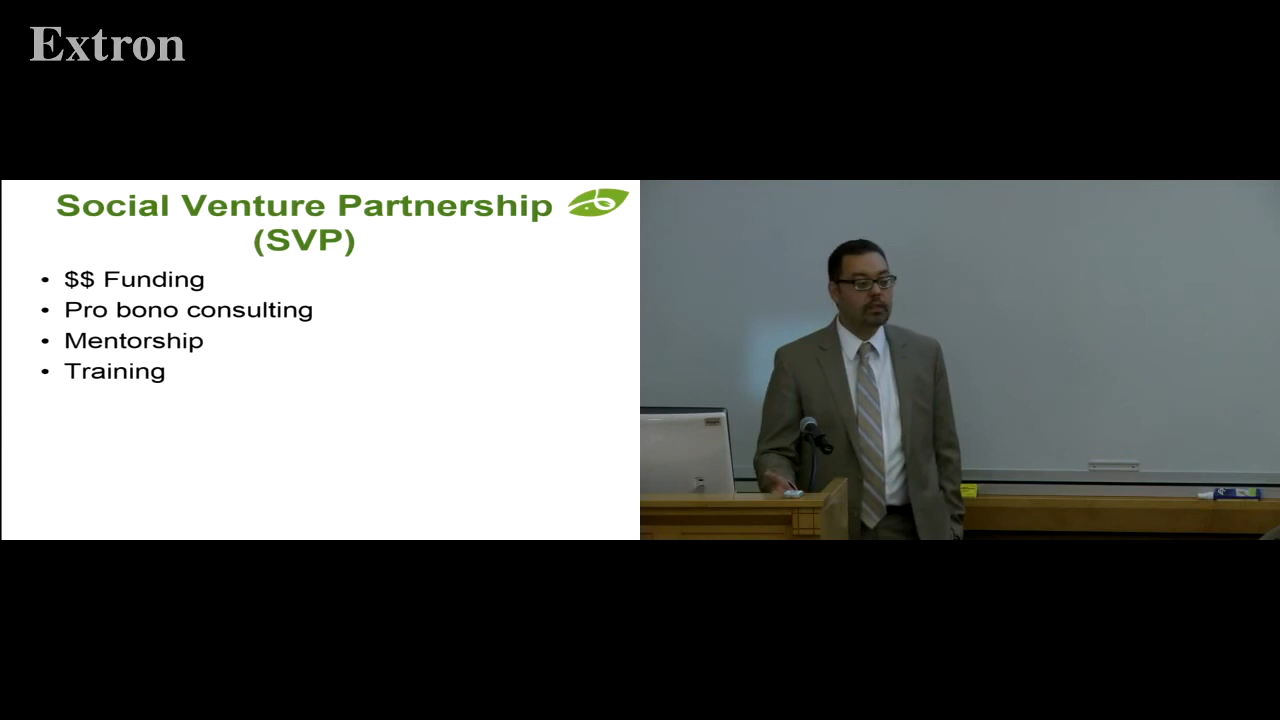 Extron
Social Venture Partnership
(SVP)
• $$ Funding
• Pro bono consulting
• Mentorship
• Training